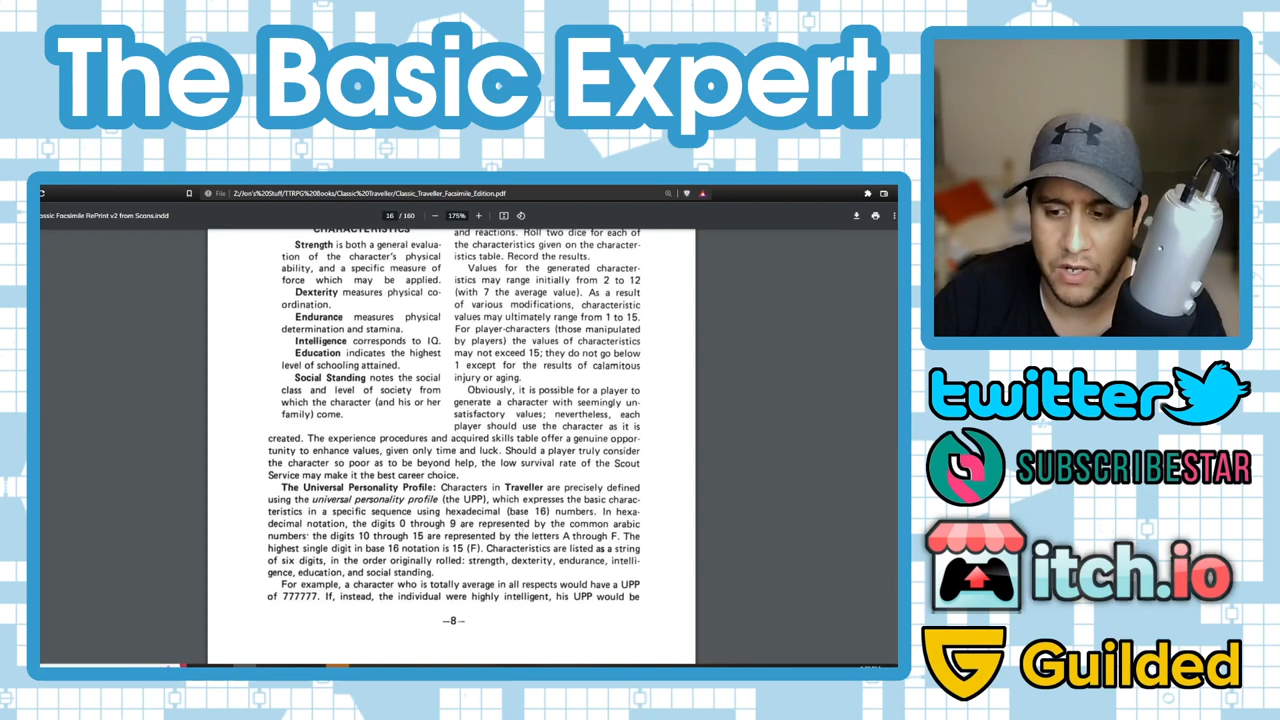 The Basic Expert
File
Z:/Jon's%20Stuff/TTRPG%20Books/Classic%20Traveller/Classic_Traveller_Facsimile_Edition.pdf
assic Facsimile RePrint v2 from Scans.indd
16 / 160
175%
CHARACTERISTICS
Strength is both a general evalua-
tion of the character's physical
ability, and a specific measure of
force which may be applied.
Dexterity measures physical co-
ordination.
Endurance measures physical
determination and stamina.
Intelligence corresponds to IQ.
Education indicates the highest
level of schooling attained.
Social Standing notes the social
class and level of society from
which the character (and his or her
family) come.
and reactions. Roll two dice for each of
the characteristics given on the character-
istics table. Record the results.
Values for the generated character-
istics may range initially from 2 to 12
(with 7 the average value). As a result
of various modifications, characteristic
values may ultimately range from 1 to 15.
For player-characters (those manipulated
by players) the values of characteristics
may not exceed 15; they do not go below
1 except for the results of calamitous
injury or aging.
Obviously, it is possible for a player to
generate a character with seemingly un-
satisfactory values; nevertheless, each
player should use the character as it is
created. The experience procedures and acquired skills table offer a genuine oppor-
tunity to enhance values, given only time and luck. Should a player truly consider
the character so poor as to be beyond help, the low survival rate of the Scout
Service may make it the best career choice.
The Universal Personality Profile: Characters in Traveller are precisely defined
using the universal personality profile (the UPP), which expresses the basic charac-
teristics in a specific sequence using hexadecimal (base 16) numbers. In hexa-
decimal notation, the digits 0 through 9 are represented by the common arabic
numbers· the digits 10 through 15 are represented by the letters A through F. The
highest single digit in base 16 notation is 15 (F). Characteristics are listed as a string
of six digits, in the order originally rolled: strength, dexterity, endurance, intelli-
gence, education, and social standing.
For example, a character who is totally average in all respects would have a UPP
of 777777. If, instead, the individual were highly intelligent, his UPP would be
—8—
twitter
SUBSCRIBESTAR
itch.io
Guilded